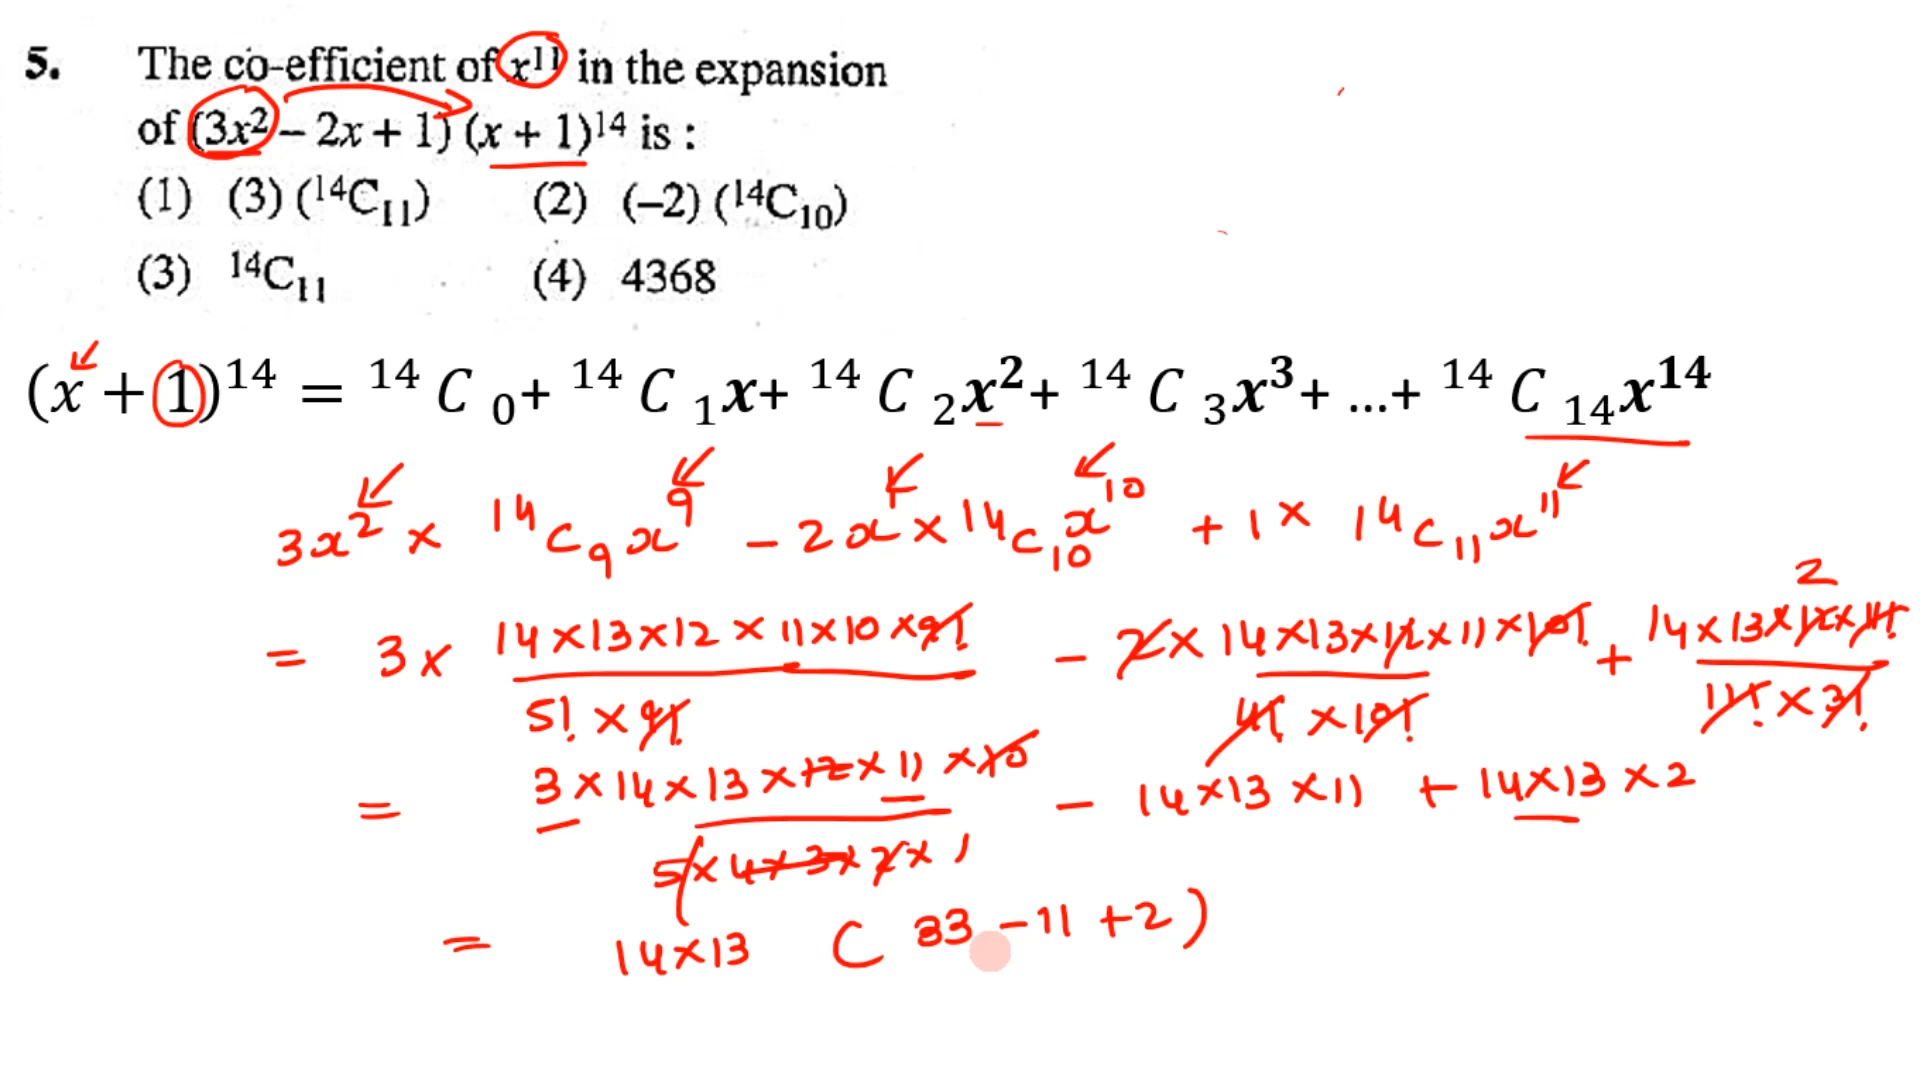 5. The co-efficient of x¹¹ in the expansion
of (3x² – 2x + 1) (x + 1)¹⁴ is :
(1) (3) (¹⁴C₁₁) (2) (–2) (¹⁴C₁₀)
(3) ¹⁴C₁₁ (4) 4368
(x + 1)¹⁴ = ¹⁴C₀ + ¹⁴C₁x + ¹⁴C₂x² + ¹⁴C₃x³ + ...+ ¹⁴C₁₄x¹⁴
3x² × ¹⁴C₉x⁹ – 2x × ¹⁴C₁₀x¹⁰ + 1 × ¹⁴C₁₁x¹¹
2
= 3 × 14×13×12×11×10×9! – 2 × 14×13×12×11×10! + 14×13×12×11!
5! × 9! 4! × 10! 11! × 3!
= 3×14×13×12×11×10 – 14×13×11 + 14×13×2
5×4×3×2×1
= 14×13 ( 33 – 11 + 2 )